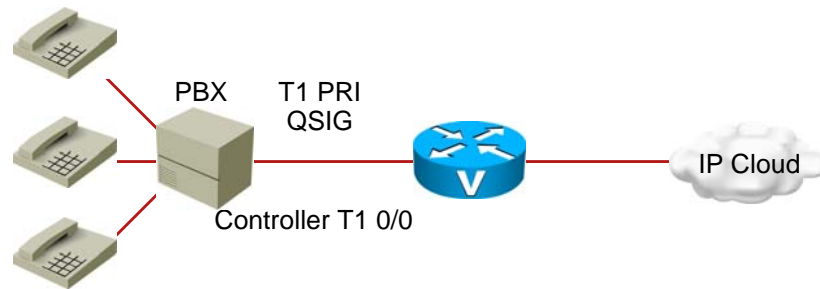 PBX
T1 PRI
QSIG
V
IP Cloud
Controller T1 0/0